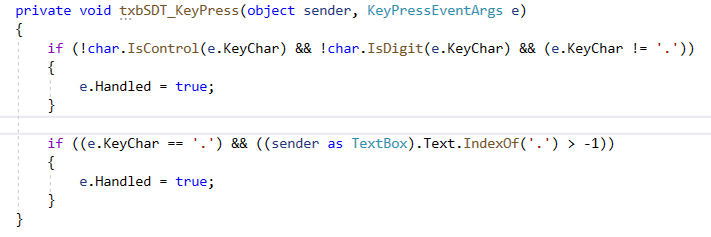 private void txbSDT_KeyPress(object sender, KeyPressEventArgs e)
{
if (!char.IsControl(e.KeyChar) && !char.IsDigit(e.KeyChar) && (e.KeyChar != '.'))
{
e.Handled = true;
}
if ((e.KeyChar == '.') && ((sender as TextBox).Text.IndexOf('.') > -1))
{
e.Handled = true;
}
}